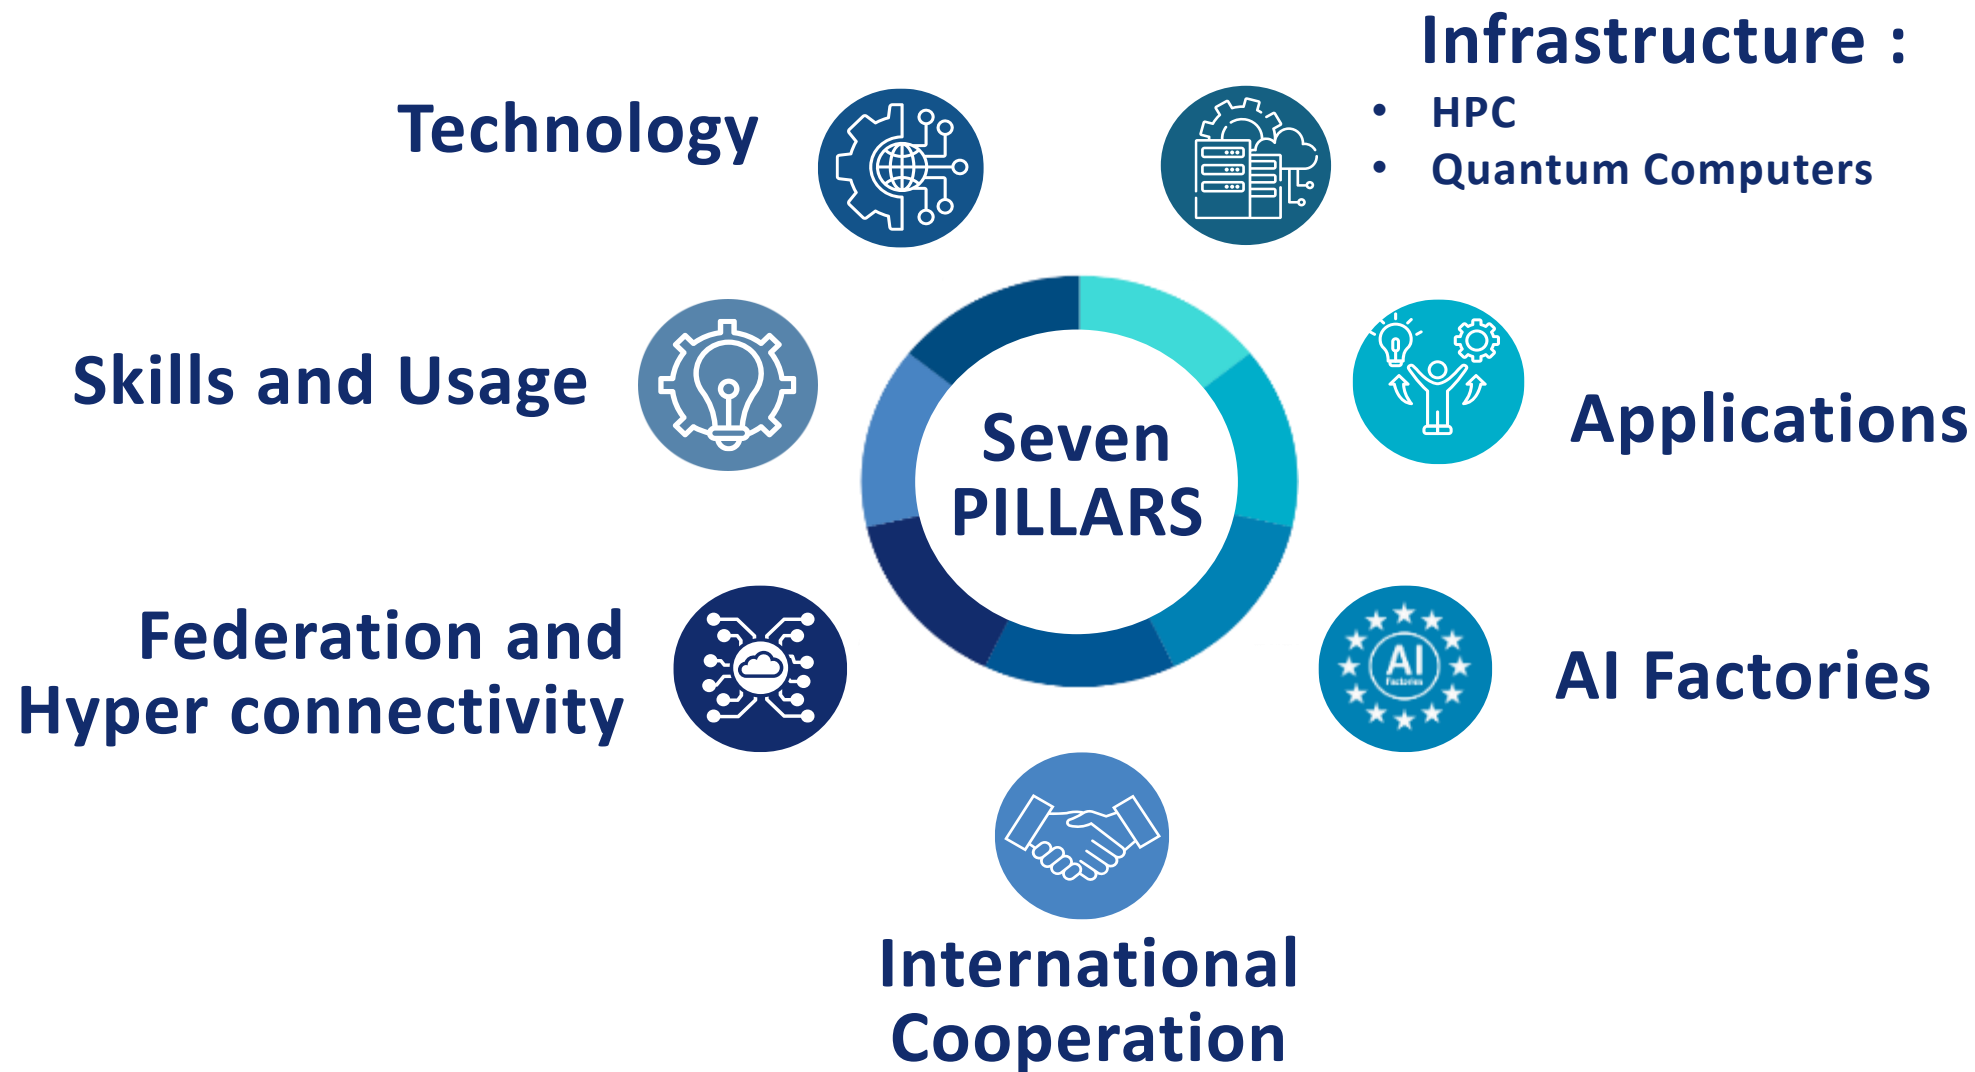 Infrastructure :
• HPC
• Quantum Computers
Technology
Skills and Usage
Seven
PILLARS
Applications
Federation and
Hyper connectivity
AI
Factories
AI Factories
International
Cooperation